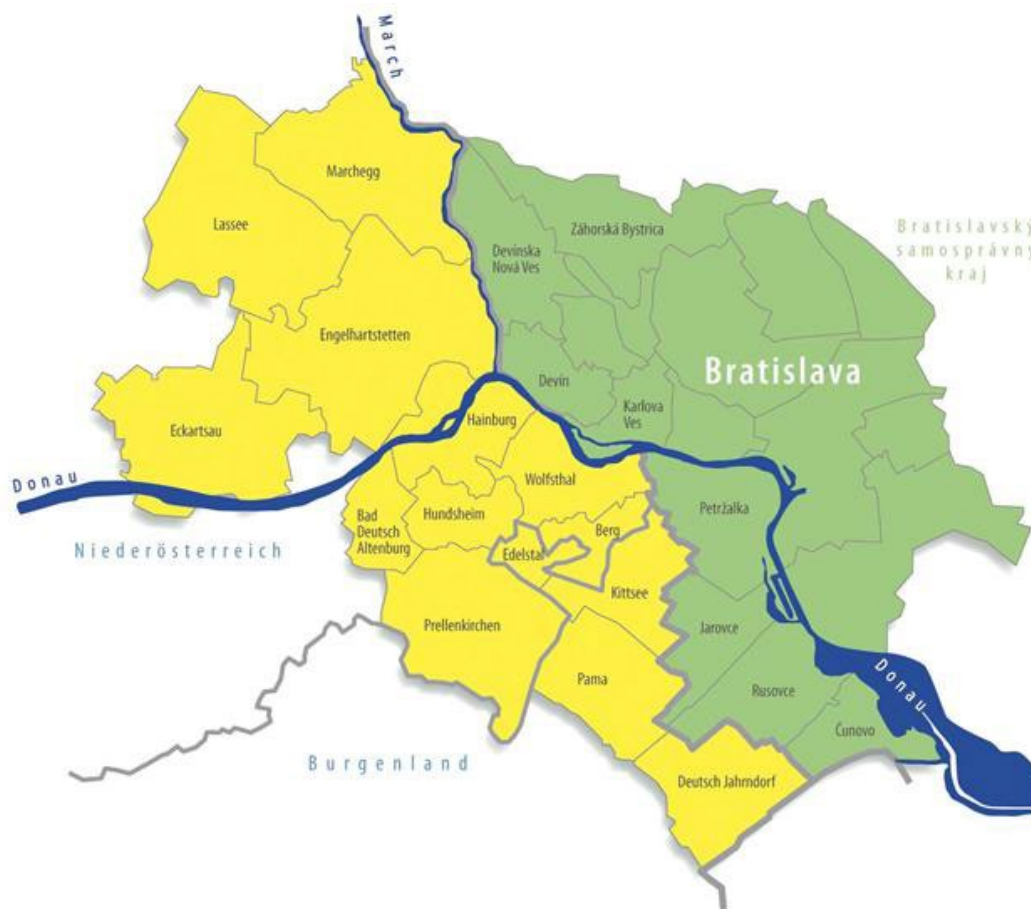 March
Marchegg
Lassee
Záhorská Bystrica
Bratislavský
samosprávny
kraj
Devínska
Nová Ves
Engelhartstetten
Bratislava
Devín
Karlova
Ves
Hainburg
Eckartsau
Donau
Wolfsthal
Petržalka
Bad
Deutsch
Altenburg
Hundsheim
Berg
Niederösterreich
Edelstal
Kittsee
Prellenkirchen
Jarovce
Pama
Rusovce
Donau
Čunovo
Burgenland
Deutsch Jahrndorf